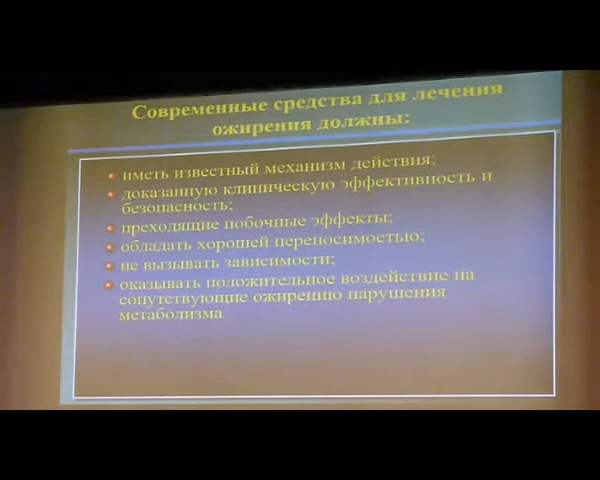 Современные средства для лечения
ожирения должны:
иметь известный механизм действия;
доказанную клиническую эффективность и
безопасность;
преходящие побочные эффекты;
обладать хорошей переносимостью;
не вызывать зависимости;
оказывать положительное воздействие на
сопутствующие ожирению нарушения
метаболизма